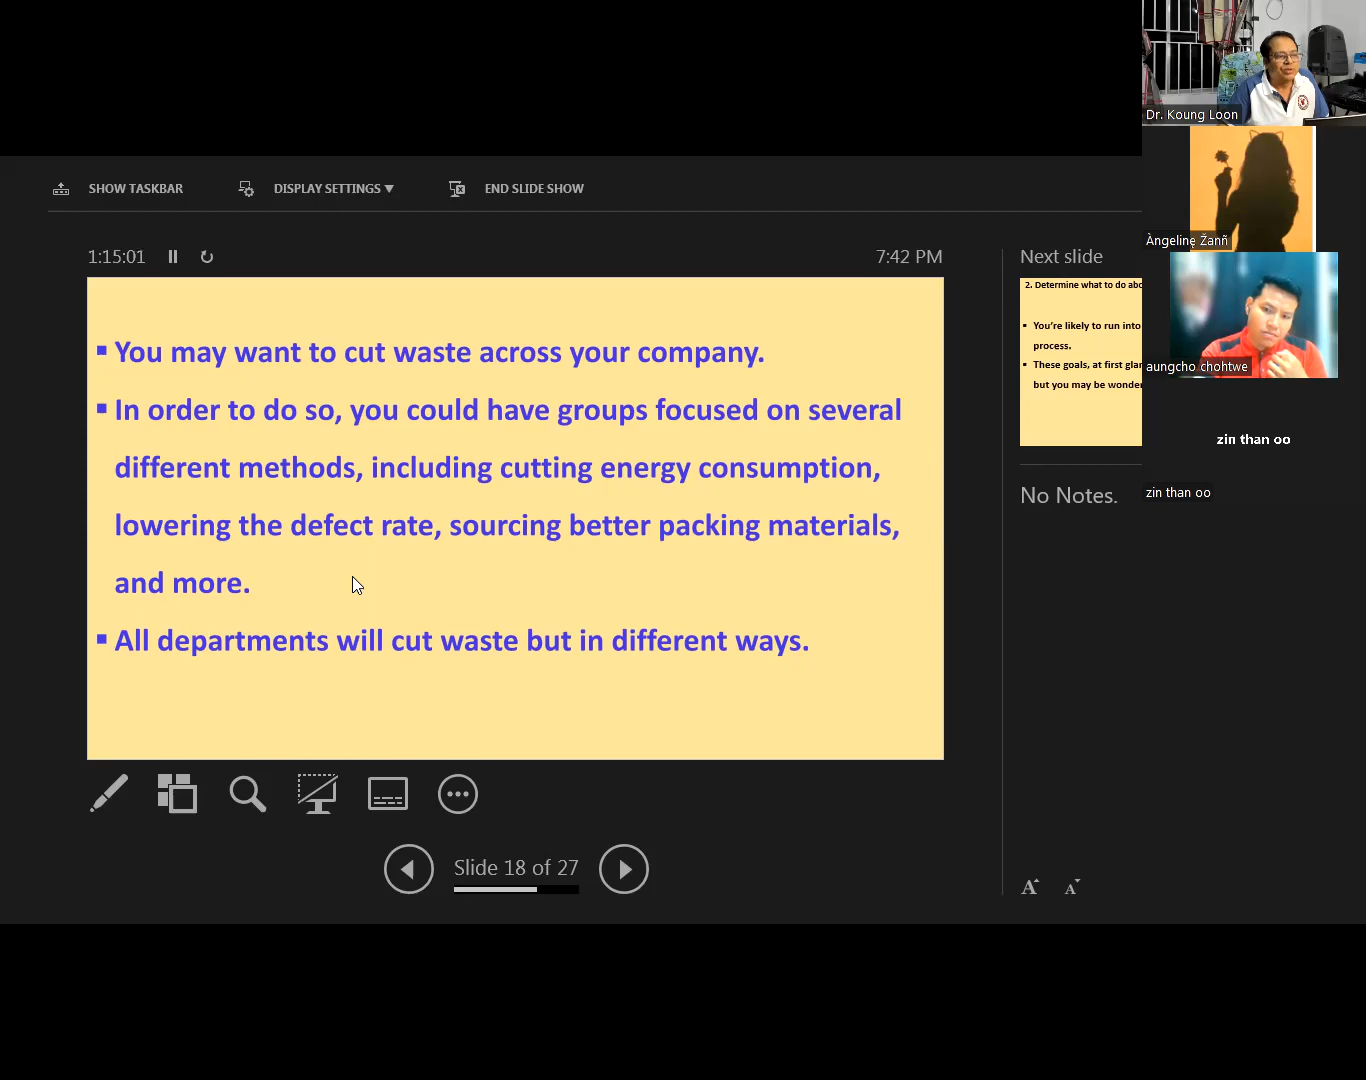 Dr. Koung Loon
SHOW TASKBAR
DISPLAY SETTINGS ▼
END SLIDE SHOW
1:15:01
7:42 PM
▪ You may want to cut waste across your company.
▪ In order to do so, you could have groups focused on several
different methods, including cutting energy consumption,
lowering the defect rate, sourcing better packing materials,
and more.
▪ All departments will cut waste but in different ways.
Slide 18 of 27
Next slide
2. Determine what to do
▪ You're likely to run into
process.
▪ These goals, at first
but you may be
No Notes.
A A
Àngelinę Žanñ
aungcho chohtwe
zin than oo
zin than oo